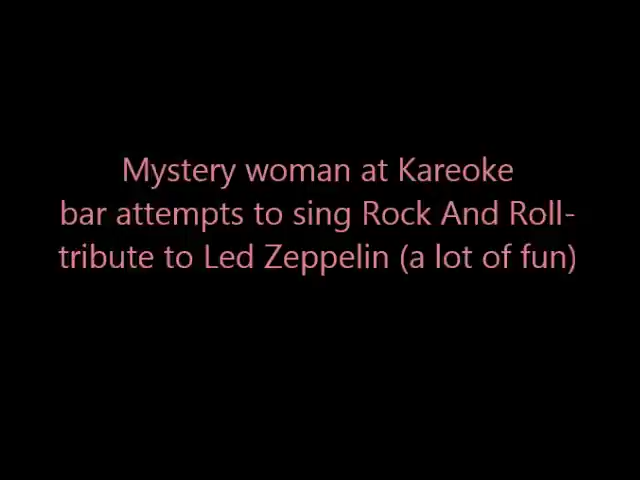 Mystery woman at Kareoke
bar attempts to sing Rock And Roll-
tribute to Led Zeppelin (a lot of fun)